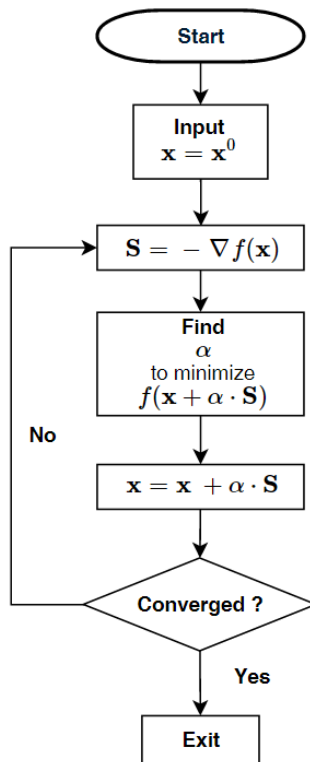 Start
Input
x = x⁰
S = − ∇f(x)
Find
α
to minimize
f(x + α · S)
No
x = x + α · S
Converged ?
Yes
Exit